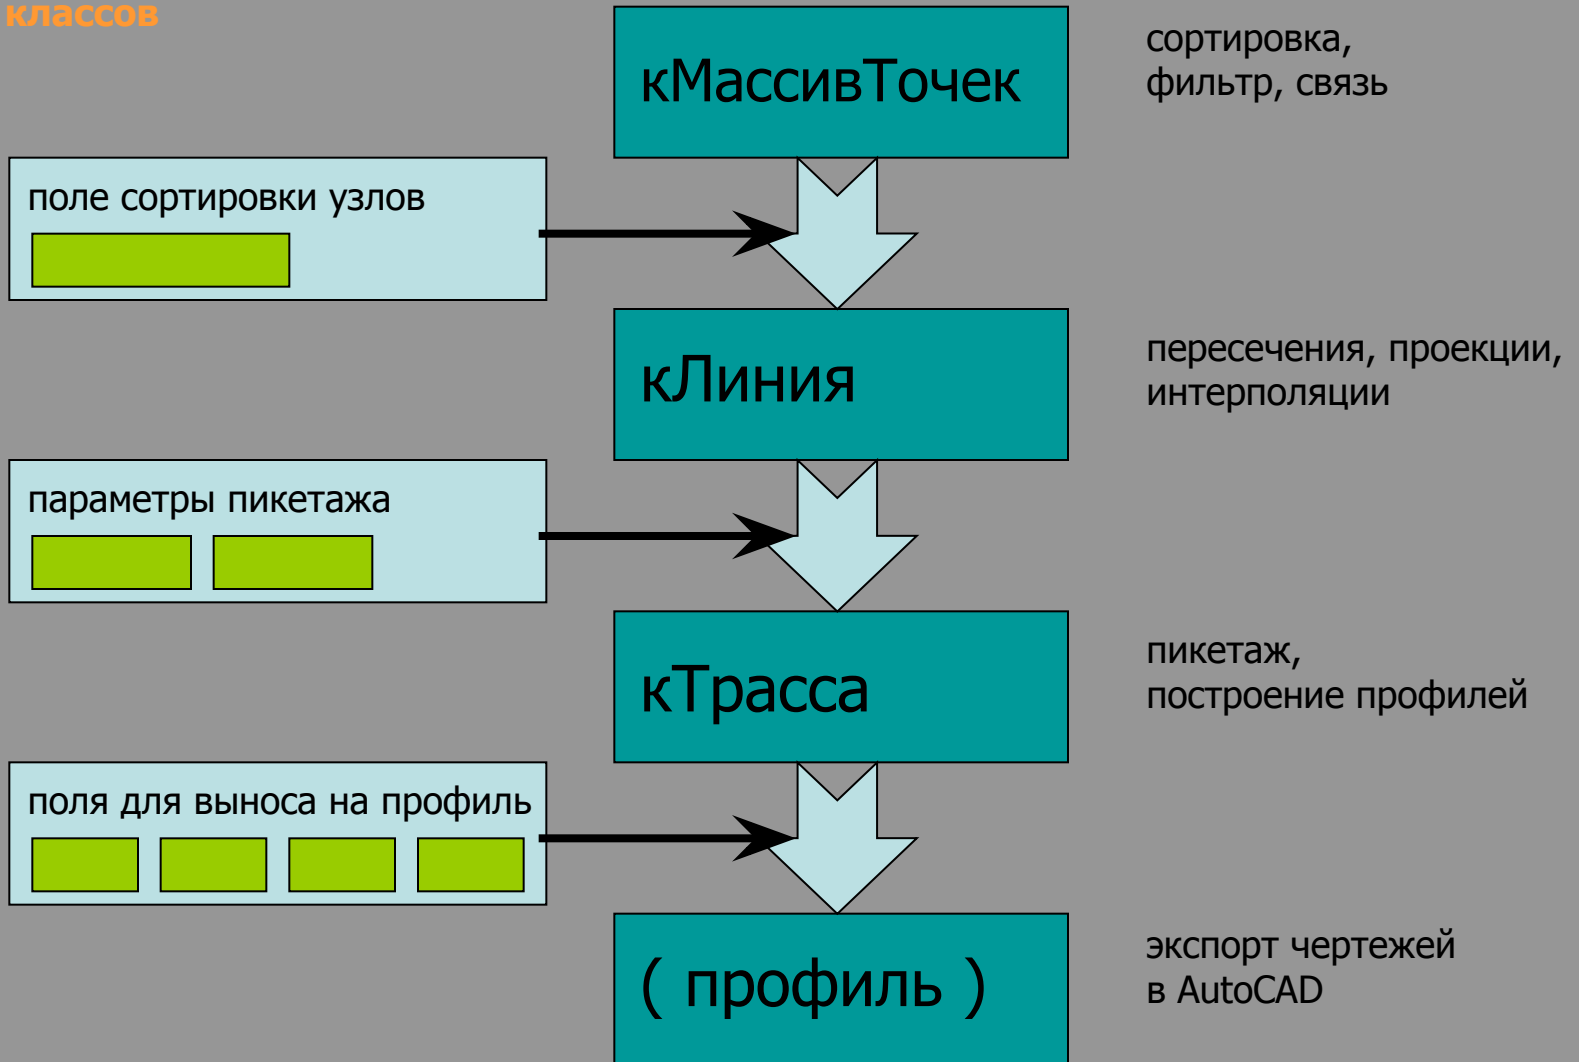 классов
кМассивТочек
сортировка,
фильтр, связь
поле сортировки узлов
кЛиния
пересечения, проекции,
интерполяции
параметры пикетажа
кТрасса
пикетаж,
построение профилей
поля для выноса на профиль
( профиль )
экспорт чертежей
в AutoCAD